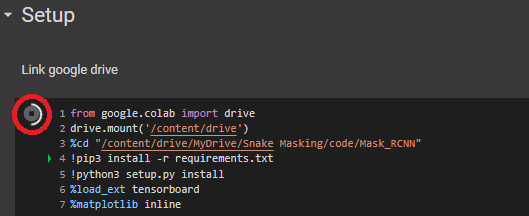 Setup
Link google drive
1 from google.colab import drive
2 drive.mount('/content/drive')
3 %cd "/content/drive/MyDrive/Snake Masking/code/Mask_RCNN"
4 !pip3 install -r requirements.txt
5 !python3 setup.py install
6 %load_ext tensorboard
7 %matplotlib inline